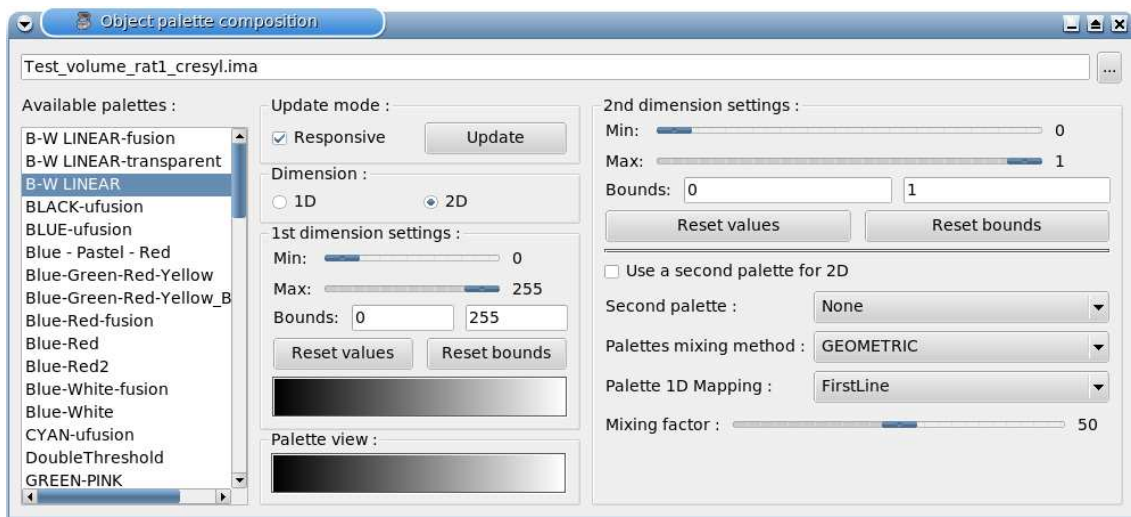 Object palette composition
Test_volume_rat1_cresyl.ima
...
Available palettes :
B-W LINEAR-fusion
B-W LINEAR-transparent
B-W LINEAR
BLACK-ufusion
BLUE-ufusion
Blue - Pastel - Red
Blue-Green-Red-Yellow
Blue-Green-Red-Yellow_B
Blue-Red-fusion
Blue-Red
Blue-Red2
Blue-White-fusion
Blue-White
CYAN-ufusion
DoubleThreshold
GREEN-PINK
Update mode :
Responsive Update
Dimension :
1D 2D
1st dimension settings :
Min: 0
Max: 255
Bounds: 0 255
Reset values Reset bounds
Palette view :
2nd dimension settings :
Min: 0
Max: 1
Bounds: 0 1
Reset values Reset bounds
Use a second palette for 2D
Second palette : None
Palettes mixing method : GEOMETRIC
Palette 1D Mapping : FirstLine
Mixing factor : 50